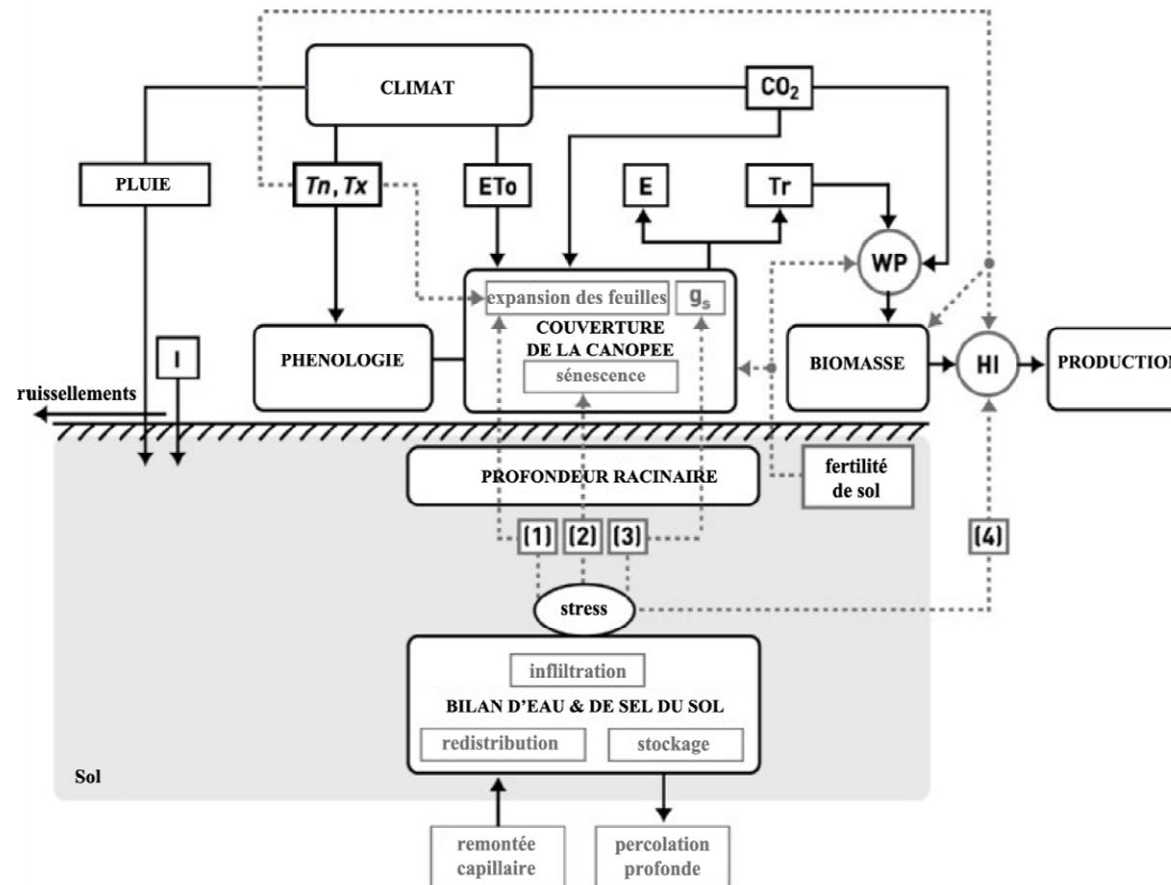 CLIMAT
CO₂
PLUIE
Tn, Tx
ETo
E
Tr
WP
expansion des feuilles
gₛ
COUVERTURE
DE LA CANOPEE
sénescence
PHENOLOGIE
BIOMASSE
HI
PRODUCTION
I
ruissellements
PROFONDEUR RACINAIRE
fertilité
de sol
(1)
(2)
(3)
(4)
stress
infliltration
BILAN D'EAU & DE SEL DU SOL
redistribution
stockage
Sol
remontée
capillaire
percolation
profonde